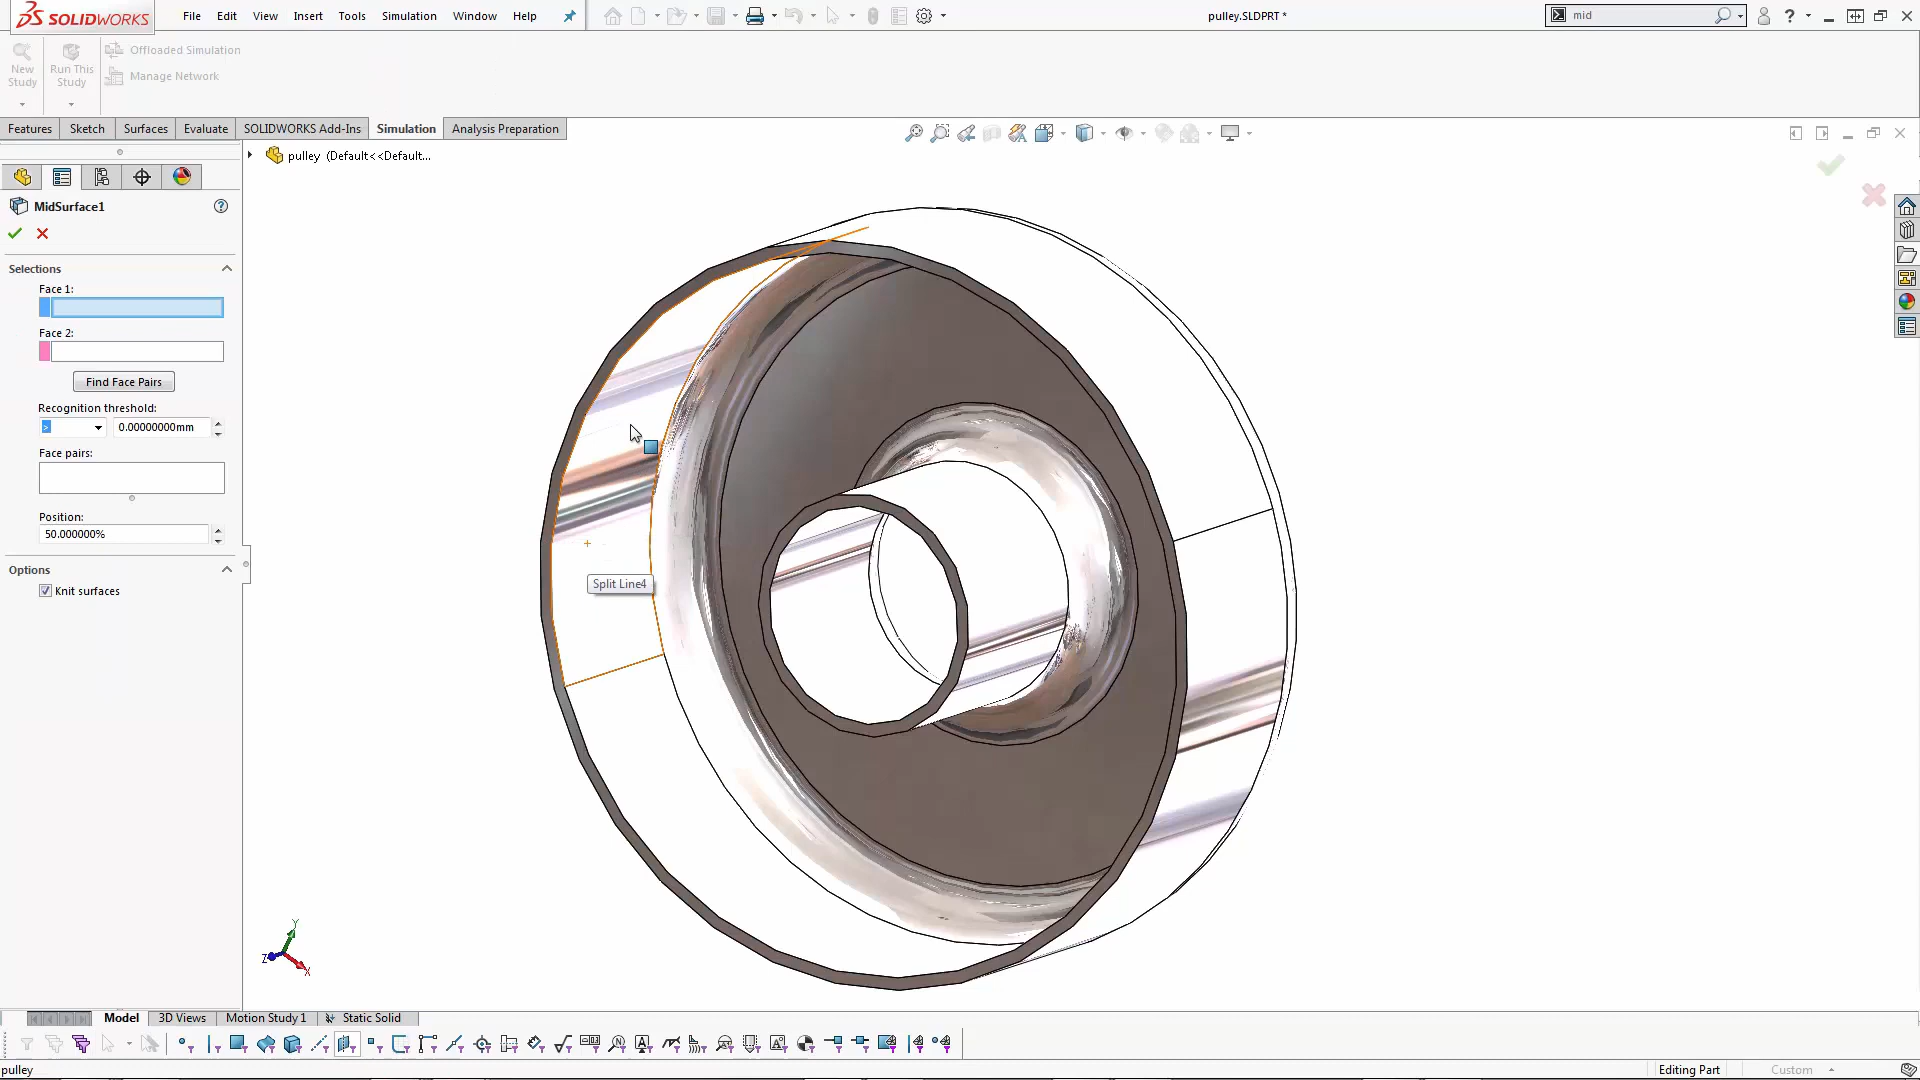 SOLIDWORKS File Edit View Insert Tools Simulation Window Help pulley.SLDPRT * mid
New Study
Run This Study
Offloaded Simulation
Manage Network
Features Sketch Surfaces Evaluate SOLIDWORKS Add-Ins Simulation Analysis Preparation
pulley (Default<<Default...
MidSurface1
Selections
Face 1:
Face 2:
Find Face Pairs
Recognition threshold:
> 0.00000000mm
Face pairs:
Position:
50.000000%
Options
Knit surfaces
Split Line4
Y
Z
X
Model 3D Views Motion Study 1 Static Solid
pulley Editing Part Custom